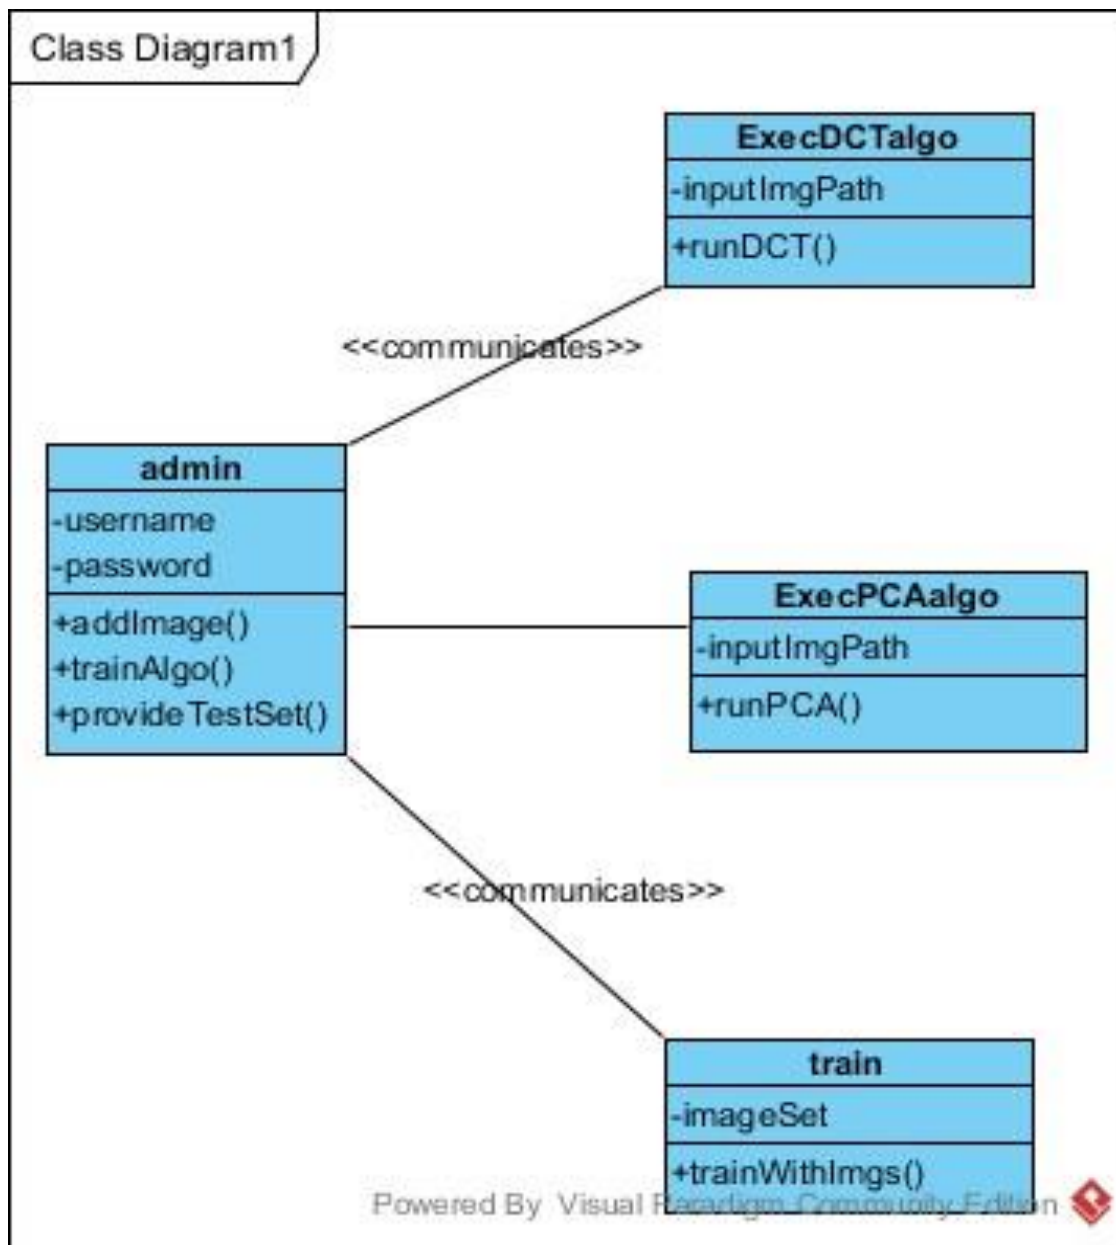 Class Diagram1
ExecDCTalgo
-inputImgPath
+runDCT()
<<communicates>>
admin
-username
-password
+addImage()
+trainAlgo()
+provideTestSet()
ExecPCAalgo
-inputImgPath
+runPCA()
<<communicates>>
train
-imageSet
+trainWithImgs()
Powered By Visual Paradigm Community Edition